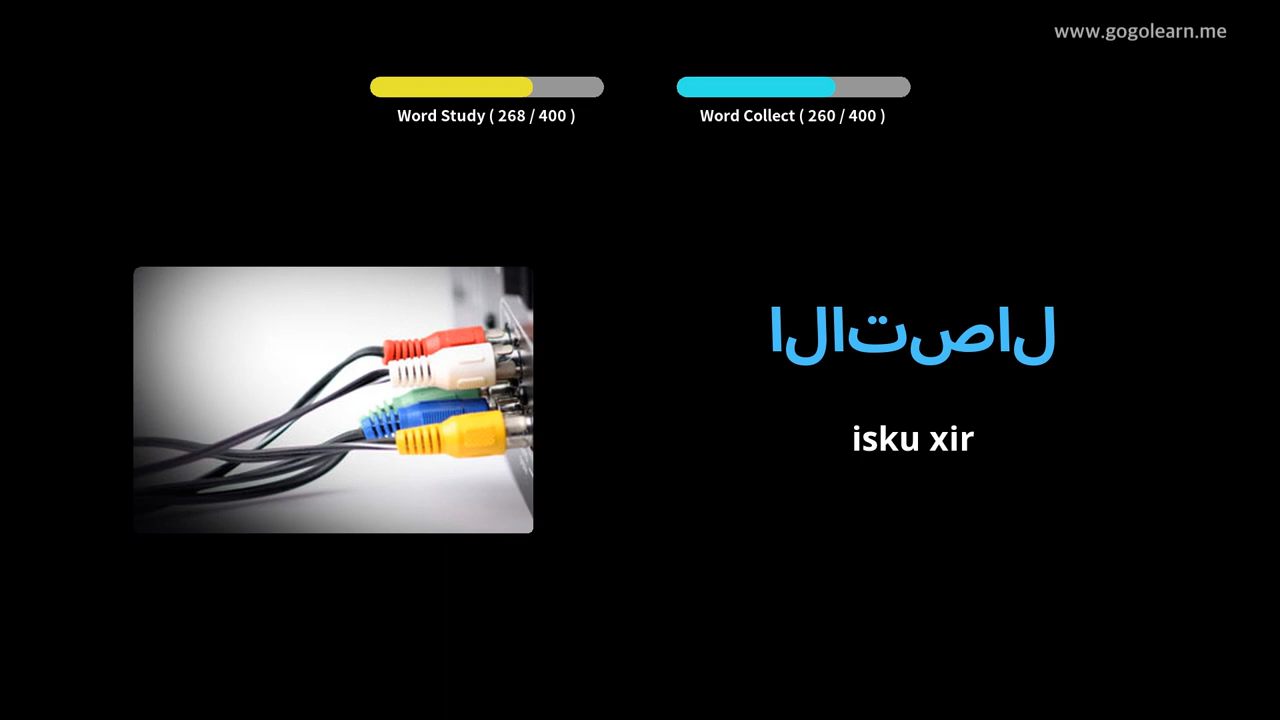 www.gogolearn.me
Word Study ( 268 / 400 )
Word Collect ( 260 / 400 )
الاتصال
isku xir